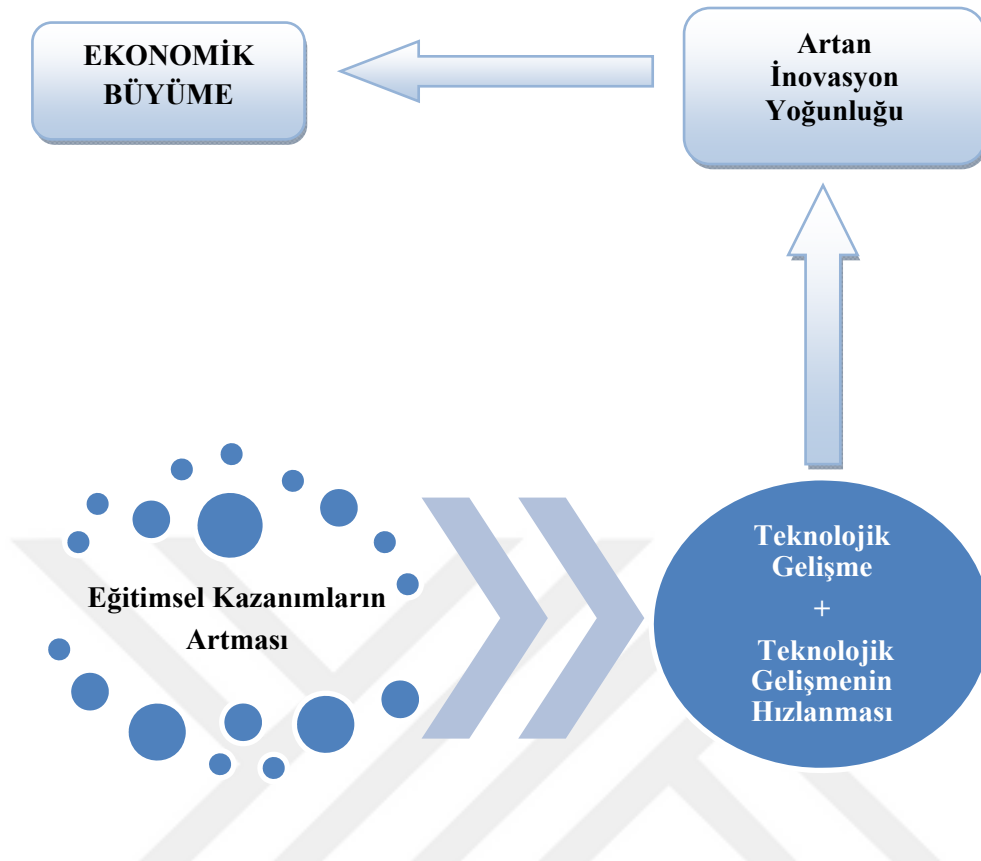 EKONOMİK
BÜYÜME
Artan
İnovasyon
Yoğunluğu
Eğitimsel Kazanımların
Artması
Teknolojik
Gelişme
+
Teknolojik
Gelişmenin
Hızlanması